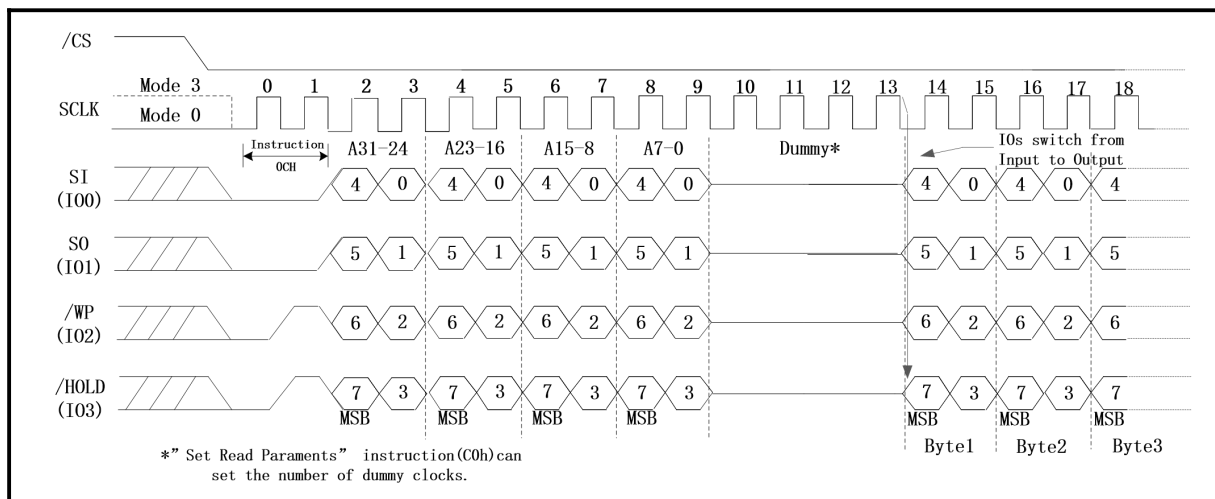 /CS
Mode 3
0 1 2 3 4 5 6 7 8 9 10 11 12 13 14 15 16 17 18
SCLK
Mode 0
Instruction
0CH
A31-24 A23-16 A15-8 A7-0 Dummy*
IOs switch from
Input to Output
SI
(IO0)
4 0 4 0 4 0 4 0 4 0 4 0 4
SO
(IO1)
5 1 5 1 5 1 5 1 5 1 5 1 5
/WP
(IO2)
6 2 6 2 6 2 6 2 6 2 6 2 6
/HOLD
(IO3)
7 3 7 3 7 3 7 3 7 3 7 3 7
MSB MSB MSB MSB MSB MSB MSB
Byte1 Byte2 Byte3
*" Set Read Paraments" instruction(C0h)can
set the number of dummy clocks.